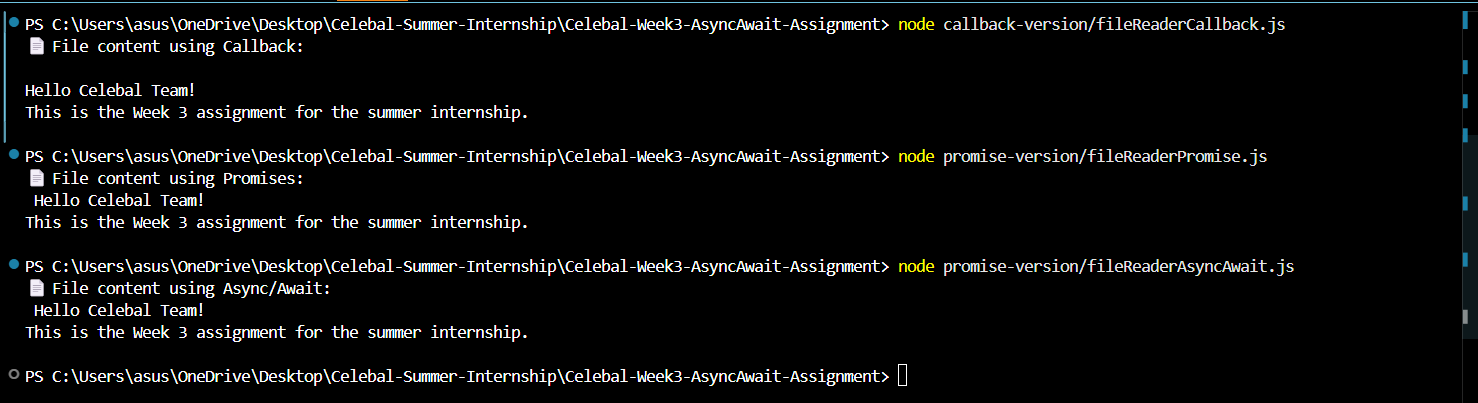 PS C:\Users\asus\OneDrive\Desktop\Celebal-Summer-Internship\Celebal-Week3-AsyncAwait-Assignment> node callback-version/fileReaderCallback.js
📄 File content using Callback:
Hello Celebal Team!
This is the Week 3 assignment for the summer internship.
PS C:\Users\asus\OneDrive\Desktop\Celebal-Summer-Internship\Celebal-Week3-AsyncAwait-Assignment> node promise-version/fileReaderPromise.js
📄 File content using Promises:
Hello Celebal Team!
This is the Week 3 assignment for the summer internship.
PS C:\Users\asus\OneDrive\Desktop\Celebal-Summer-Internship\Celebal-Week3-AsyncAwait-Assignment> node promise-version/fileReaderAsyncAwait.js
📄 File content using Async/Await:
Hello Celebal Team!
This is the Week 3 assignment for the summer internship.
PS C:\Users\asus\OneDrive\Desktop\Celebal-Summer-Internship\Celebal-Week3-AsyncAwait-Assignment>